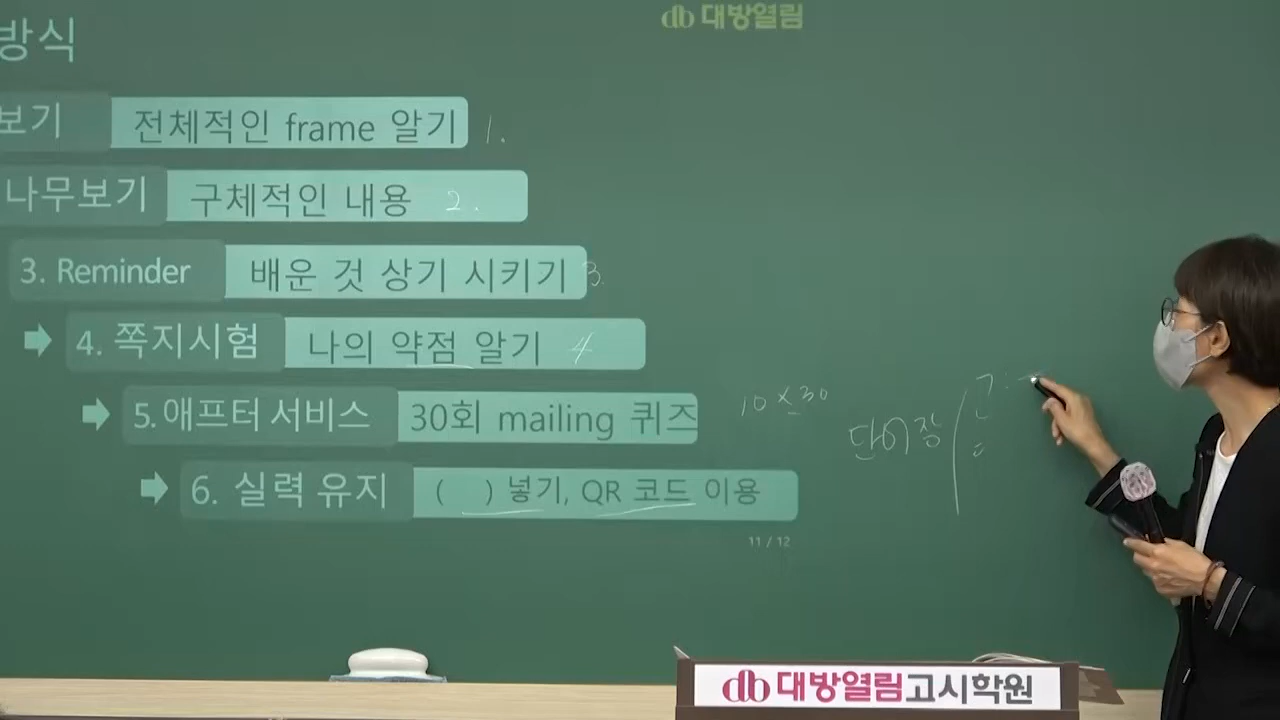 db 대방열림
방식
보기 전체적인 frame 알기 1.
나무보기 구체적인 내용 2.
3. Reminder 배운 것 상기 시키기 3.
4. 쪽지시험 나의 약점 알기 4
5.애프터 서비스 30회 mailing 퀴즈 10 x 30
단어장
6. 실력 유지 ( ) 넣기, QR 코드 이용
11 / 12
db 대방열림고시학원